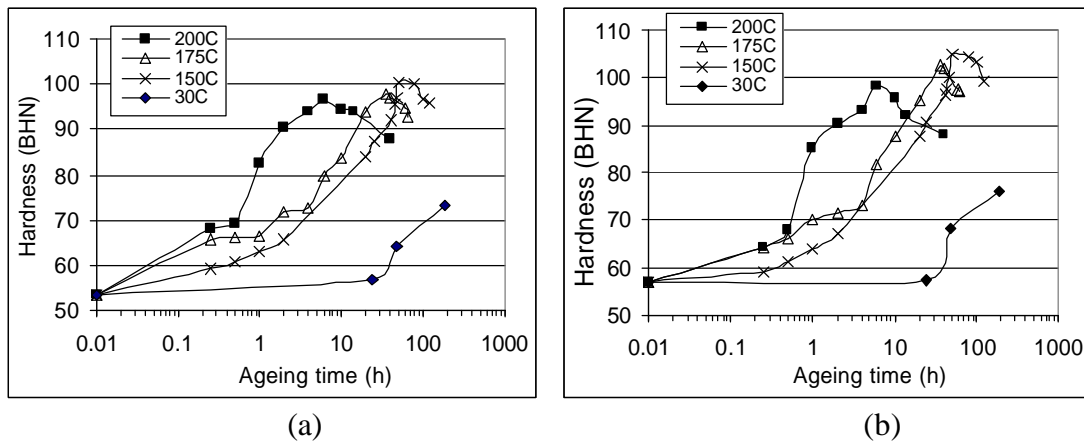 110
100
90
80
70
60
50
Hardness (BHN)
200C
175C
150C
30C
0.01 0.1 1 10 100 1000
Ageing time (h)
(a)
110
100
90
80
70
60
50
Hardness (BHN)
200C
175C
150C
30C
0.01 0.1 1 10 100 1000
Ageing time (h)
(b)